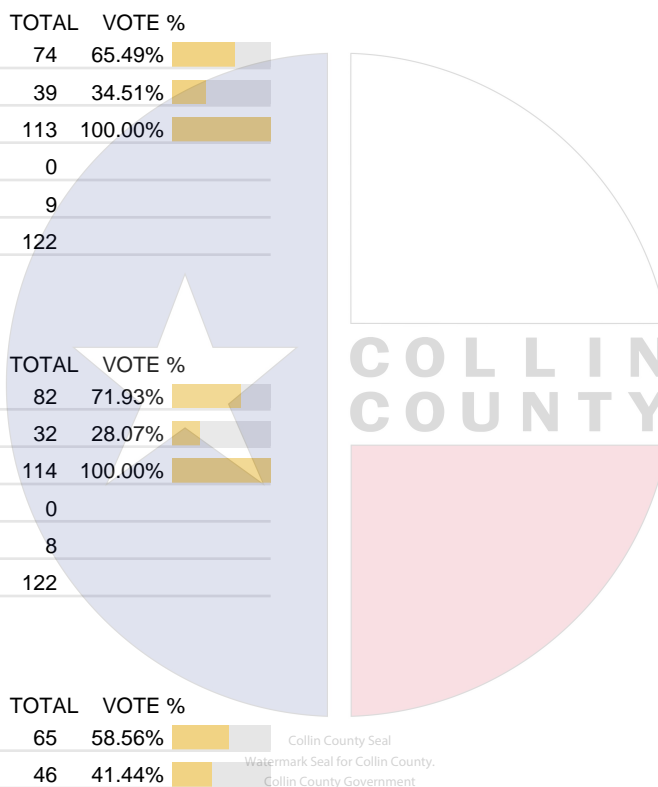 TOTAL VOTE %
74 65.49%
39 34.51%
113 100.00%
0
9
122
COLLIN
COUNTY
TOTAL VOTE %
82 71.93%
32 28.07%
114 100.00%
0
8
122
TOTAL VOTE %
65 58.56%
46 41.44%
Collin County Seal
Watermark Seal for Collin County.
Collin County Government